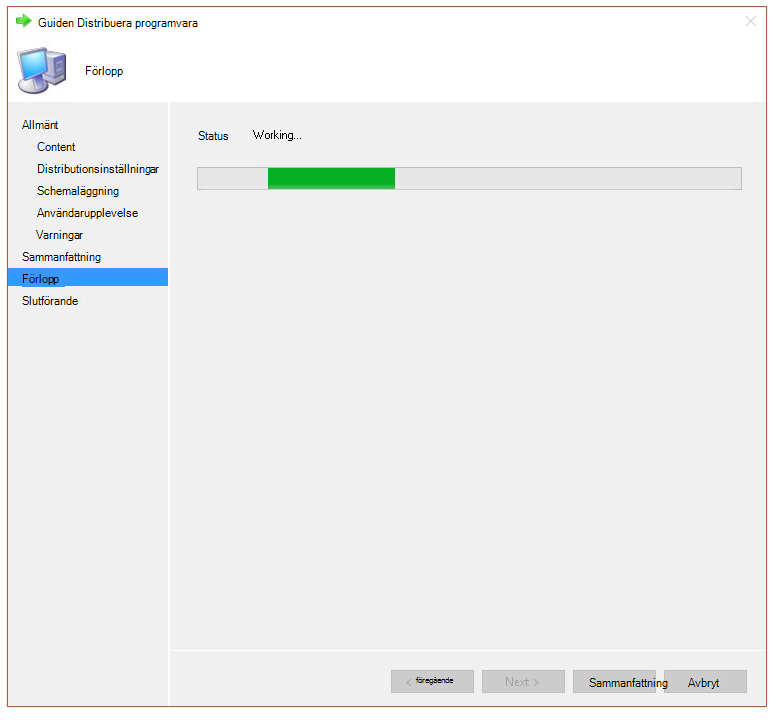 Guiden Distribuera programvara
Förlopp
Allmänt
Content
Distributionsinställningar
Schemaläggning
Användarupplevelse
Varningar
Sammanfattning
Förlopp
Slutförande
Status Working...
< föregående Next > Sammanfattning Avbryt